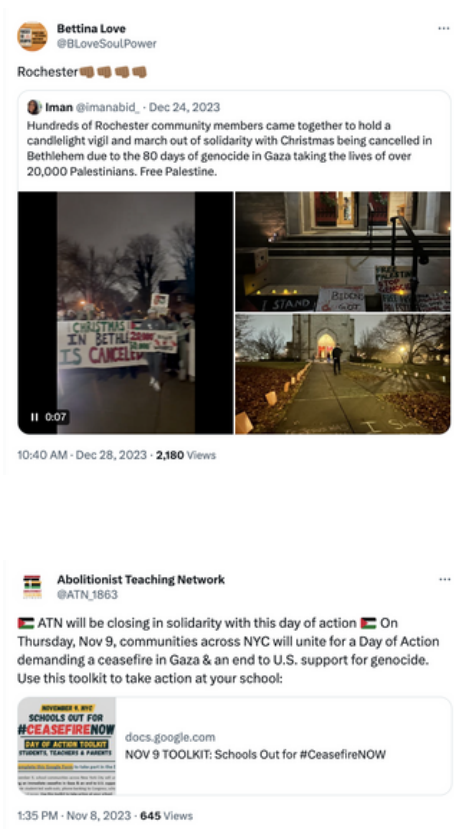 Bettina Love
@BLoveSoulPower
Rochester
Iman @imanabid_ · Dec 24, 2023
Hundreds of Rochester community members came together to hold a
candlelight vigil and march out of solidarity with Christmas being cancelled in
Bethlehem due to the 80 days of genocide in Gaza taking the lives of over
20,000 Palestinians. Free Palestine.
CHRISTMAS
IN BETHL
IS CANCELE
0:07
I STAND
BIDEN
GOT
FREE
PALESTINE
STOP
10:40 AM · Dec 28, 2023 · 2,180 Views
Abolitionist Teaching Network
@ATN_1863
ATN will be closing in solidarity with this day of action On
Thursday, Nov 9, communities across NYC will unite for a Day of Action
demanding a ceasefire in Gaza & an end to U.S. support for genocide.
Use this toolkit to take action at your school:
NOVEMBER 9, NYC
SCHOOLS OUT FOR
#CEASEFIRENOW
DAY OF ACTION TOOLKIT
STUDENTS, TEACHERS & PARENTS
docs.google.com
NOV 9 TOOLKIT: Schools Out for #CeasefireNOW
1:35 PM · Nov 8, 2023 · 645 Views